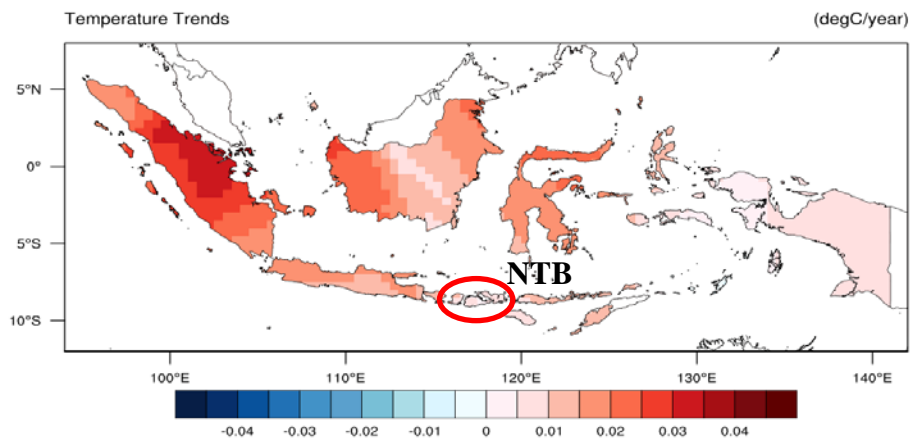 Temperature Trends (degC/year)
5°N
0°
5°S
NTB
10°S
100°E 110°E 120°E 130°E 140°E
-0.04 -0.03 -0.02 -0.01 0 0.01 0.02 0.03 0.04